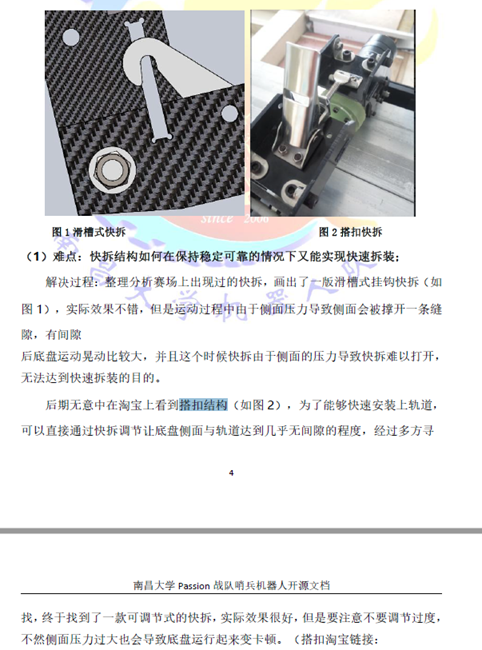 since 2006
图1滑槽式快拆 图2搭扣快拆
(1)难点：快拆结构如何在保持稳定可靠的情况下又能实现快速拆装；
解决过程：整理分析赛场上出现过的快拆，画出了一版滑槽式挂钩快拆（如
图1），实际效果不错，但是运动过程中由于侧面压力导致侧面会被撑开一条缝
隙，有间隙
后底盘运动晃动比较大，并且这个时候快拆由于侧面的压力导致快拆难以打开，
无法达到快速拆装的目的。
后期无意中在淘宝上看到搭扣结构（如图2），为了能够快速安装上轨道，
可以直接通过快拆调节让底盘侧面与轨道达到几乎无间隙的程度，经过多方寻
南昌大学机器人队
4
南昌大学 Passion 战队哨兵机器人开源文档
找，终于找到了一款可调节式的快拆，实际效果很好，但是要注意不要调节过度，
不然侧面压力过大也会导致底盘运行起来变卡顿。（搭扣淘宝链接：